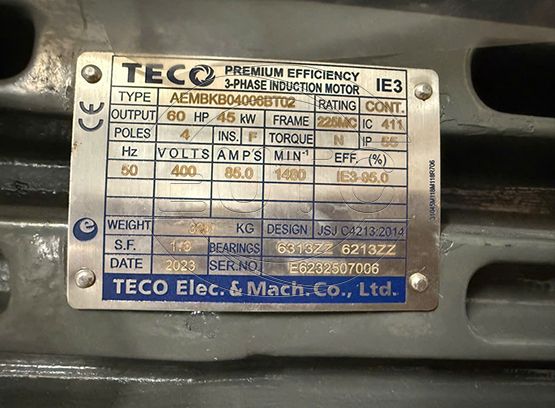 TECO PREMIUM EFFICIENCY
3-PHASE INDUCTION MOTOR IE3
TYPE AEMBKB04006BT02 RATING CONT.
OUTPUT 60 HP 45 kW FRAME 225MC IC 411
POLES 4 INS. F TORQUE N IP 55
Hz VOLTS AMP'S MIN-1 EFF. (%)
50 400 85.0 1480 IE3-95.0
WEIGHT KG DESIGN JSJ C4213:2014
S.F. BEARINGS 6313ZZ 6213ZZ
DATE 2023 SER.NO. E6232507006
TECO Elec. & Mach. Co., Ltd.
CE